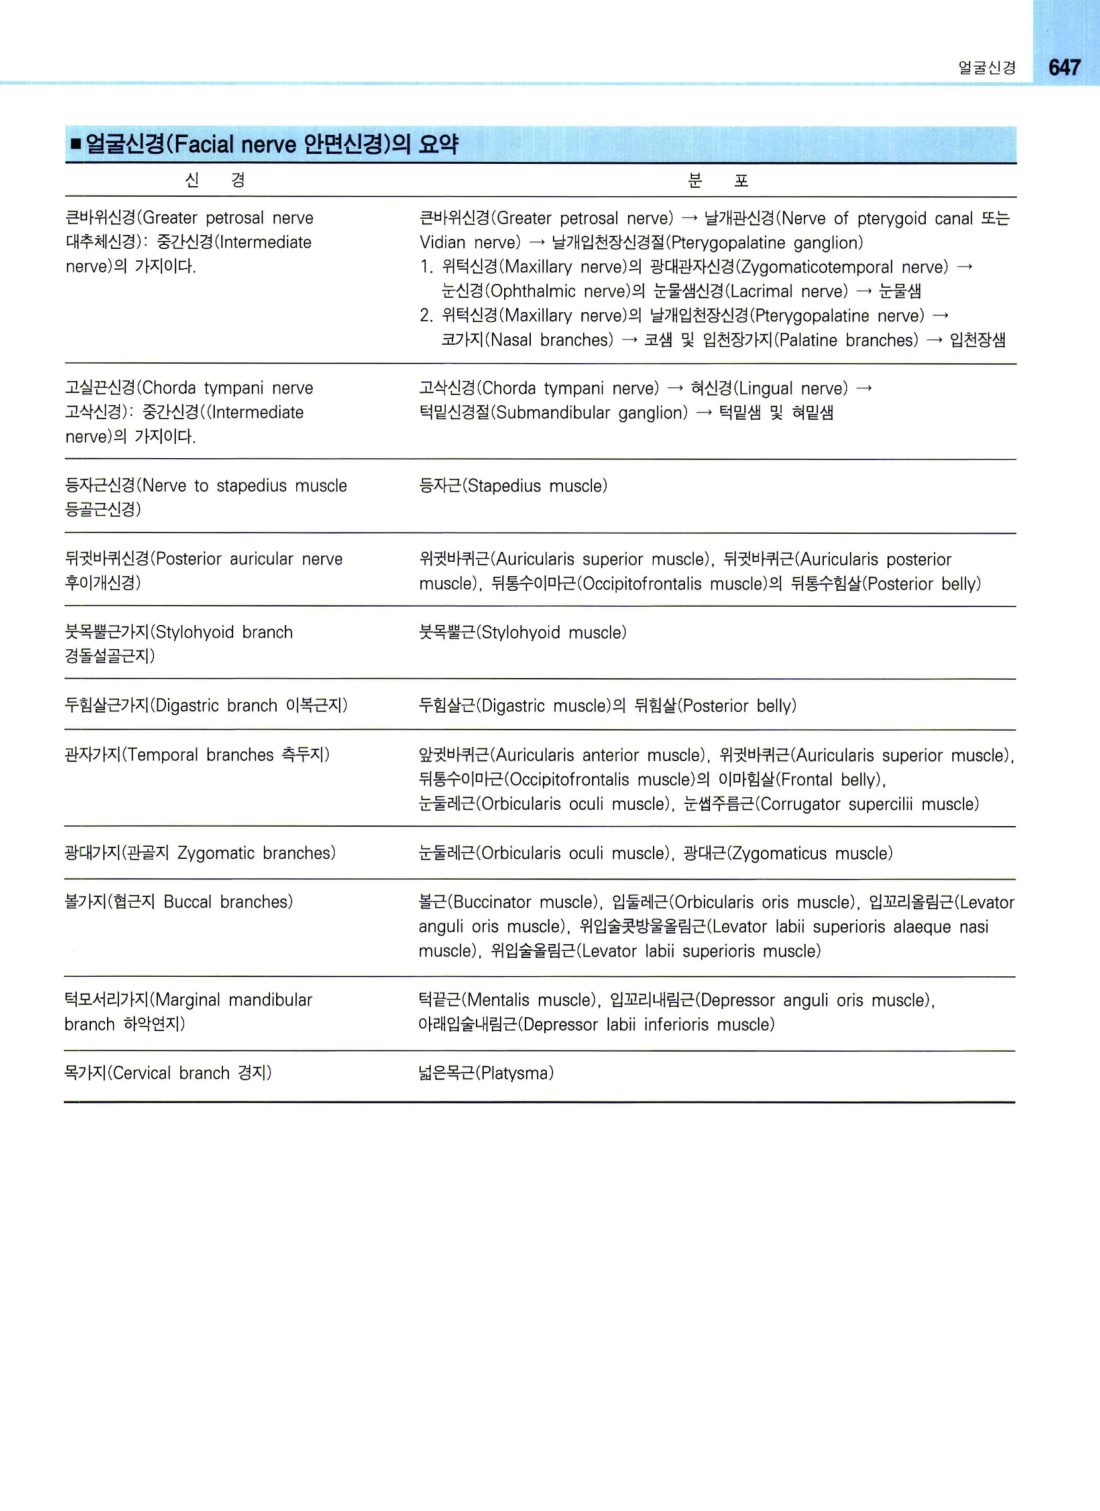 얼굴신경 647
■ 얼굴신경(Facial nerve 안면신경)의 요약
신 경 분 포
큰바위신경(Greater petrosal nerve
대추체신경): 중간신경(Intermediate
nerve)의 가지이다.
큰바위신경(Greater petrosal nerve) → 날개관신경(Nerve of pterygoid canal 또는
Vidian nerve) → 날개입천장신경절(Pterygopalatine ganglion)
1. 위턱신경(Maxillary nerve)의 광대관자신경(Zygomaticotemporal nerve) →
눈신경(Ophthalmic nerve)의 눈물샘신경(Lacrimal nerve) → 눈물샘
2. 위턱신경(Maxillary nerve)의 날개입천장신경(Pterygopalatine nerve) →
코가지(Nasal branches) → 코샘 및 입천장가지(Palatine branches) → 입천장샘
고실끈신경(Chorda tympani nerve
고삭신경): 중간신경((Intermediate
nerve)의 가지이다.
고삭신경(Chorda tympani nerve) → 혀신경(Lingual nerve) →
턱밑신경절(Submandibular ganglion) → 턱밑샘 및 혀밑샘
등자근신경(Nerve to stapedius muscle
등골근신경)
등자근(Stapedius muscle)
뒤귓바퀴신경(Posterior auricular nerve
후이개신경)
위귓바퀴근(Auricularis superior muscle), 뒤귓바퀴근(Auricularis posterior
muscle), 뒤통수이마근(Occipitofrontalis muscle)의 뒤통수힘살(Posterior belly)
붓목뿔근가지(Stylohyoid branch
경돌설골근지)
붓목뿔근(Stylohyoid muscle)
두힘살근가지(Digastric branch 이복근지)
두힘살근(Digastric muscle)의 뒤힘살(Posterior belly)
관자가지(Temporal branches 측두지)
앞귓바퀴근(Auricularis anterior muscle), 위귓바퀴근(Auricularis superior muscle),
뒤통수이마근(Occipitofrontalis muscle)의 이마힘살(Frontal belly),
눈둘레근(Orbicularis oculi muscle), 눈썹주름근(Corrugator supercilii muscle)
광대가지(관골지 Zygomatic branches)
눈둘레근(Orbicularis oculi muscle), 광대근(Zygomaticus muscle)
볼가지(협근지 Buccal branches)
볼근(Buccinator muscle), 입둘레근(Orbicularis oris muscle), 입꼬리올림근(Levator
anguli oris muscle), 위입술콧방울올림근(Levator labii superioris alaeque nasi
muscle), 위입술올림근(Levator labii superioris muscle)
턱모서리가지(Marginal mandibular
branch 하악연지)
턱끝근(Mentalis muscle), 입꼬리내림근(Depressor anguli oris muscle),
아래입술내림근(Depressor labii inferioris muscle)
목가지(Cervical branch 경지)
넓은목근(Platysma)